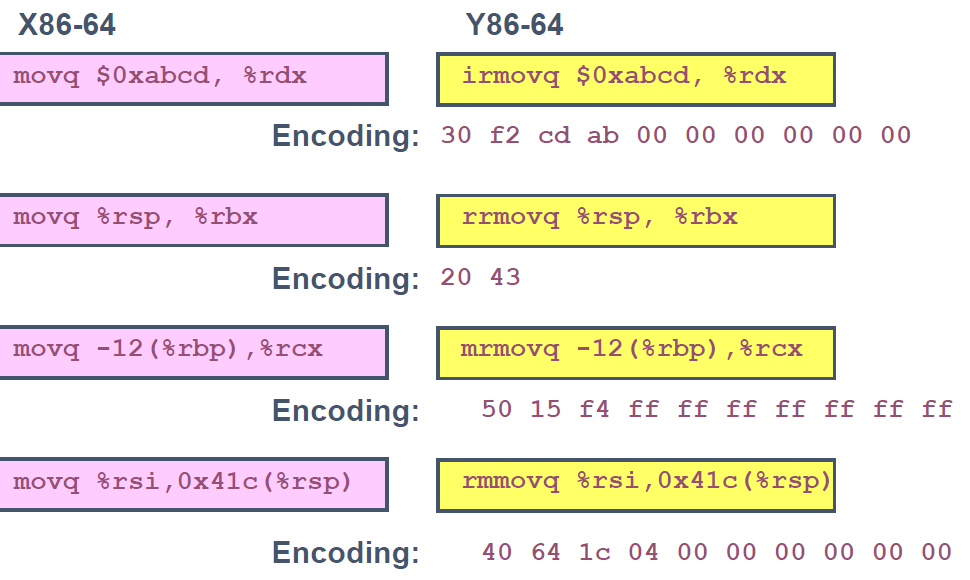 X86-64 Y86-64
movq $0xabcd, %rdx irmovq $0xabcd, %rdx
Encoding: 30 f2 cd ab 00 00 00 00 00 00
movq %rsp, %rbx rrmovq %rsp, %rbx
Encoding: 20 43
movq -12(%rbp),%rcx mrmovq -12(%rbp),%rcx
Encoding: 50 15 f4 ff ff ff ff ff ff ff
movq %rsi,0x41c(%rsp) rmmovq %rsi,0x41c(%rsp)
Encoding: 40 64 1c 04 00 00 00 00 00 00